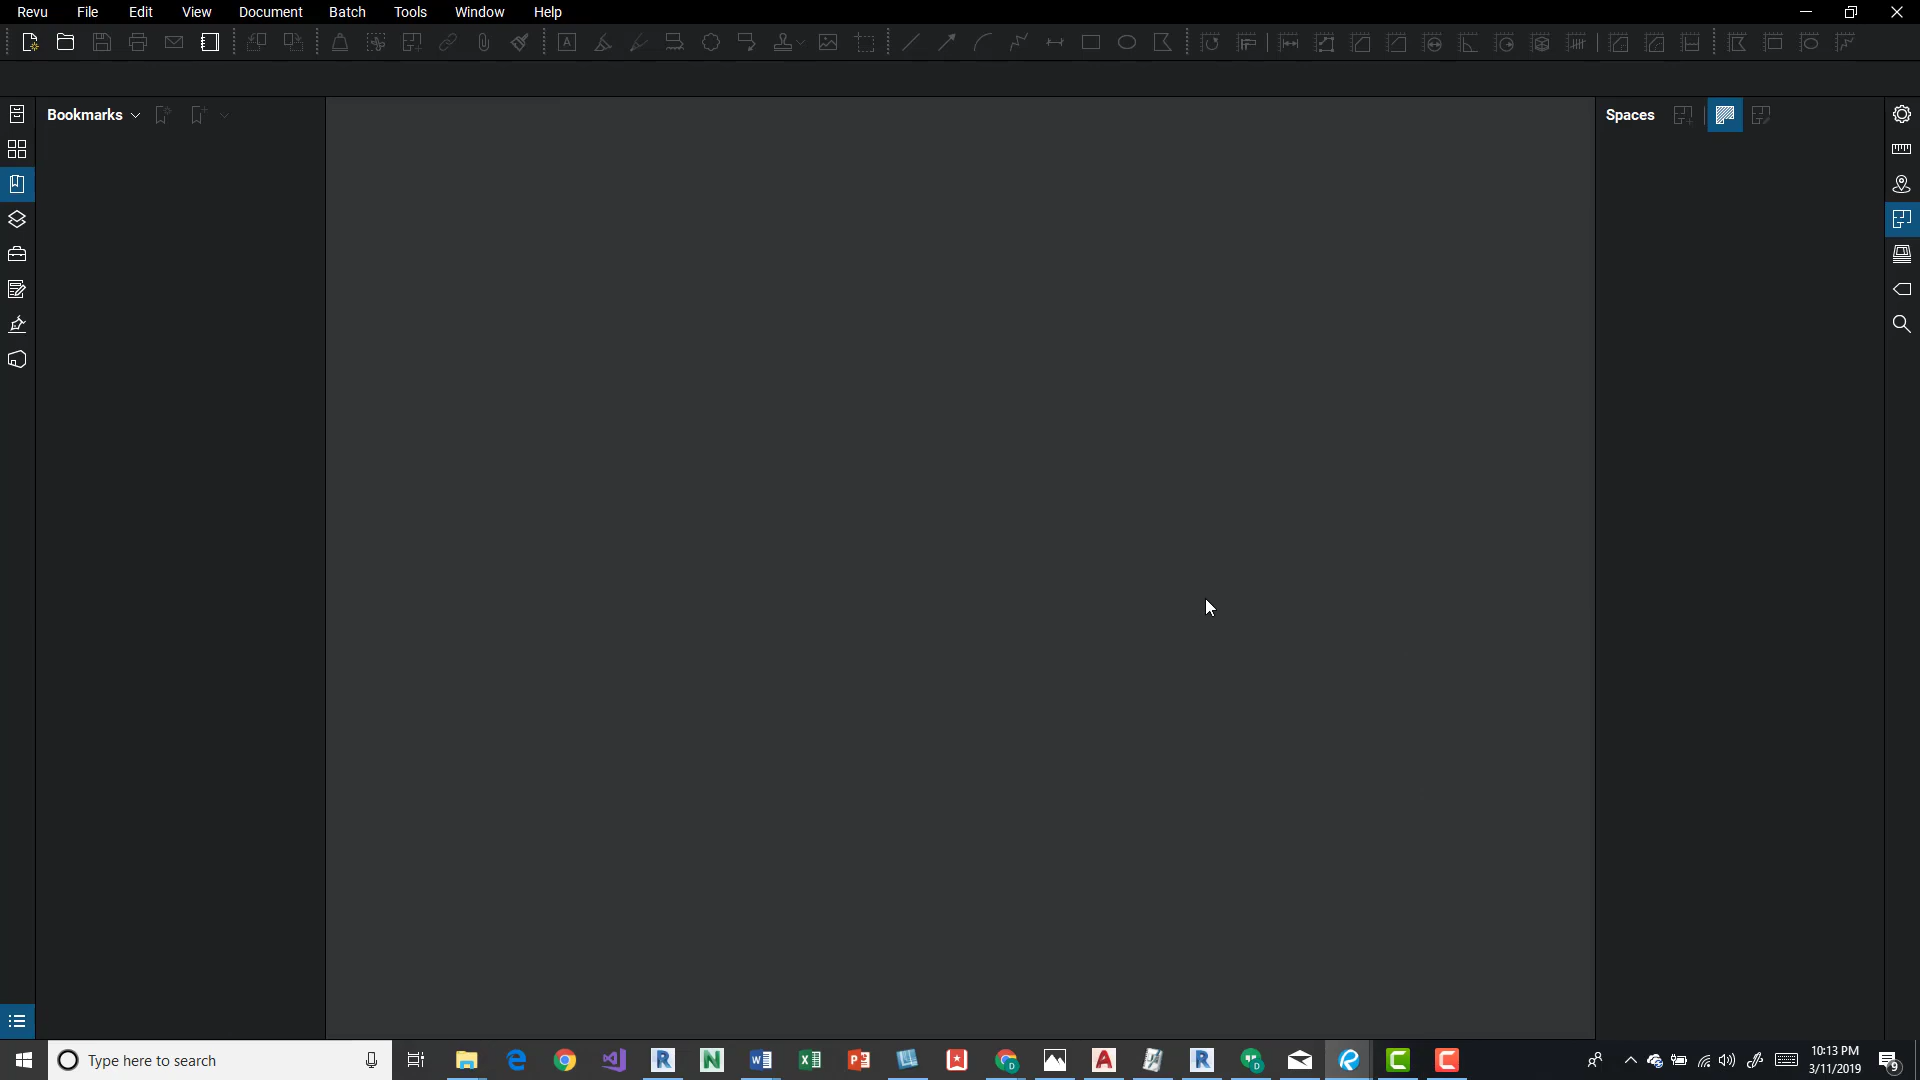 Revu File Edit View Document Batch Tools Window Help
Bookmarks
Spaces
Type here to search
10:13 PM
3/11/2019
9